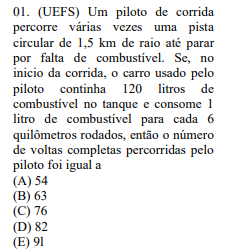 01. (UEFS) Um piloto de corrida
percorre várias vezes uma pista
circular de 1,5 km de raio até parar
por falta de combustível. Se, no
inicio da corrida, o carro usado pelo
piloto continha 120 litros de
combustível no tanque e consome 1
litro de combustível para cada 6
quilômetros rodados, então o número
de voltas completas percorridas pelo
piloto foi igual a
(A) 54
(B) 63
(C) 76
(D) 82
(E) 91